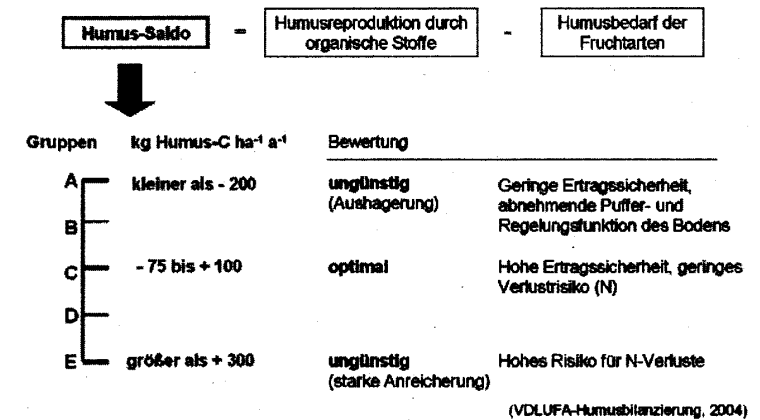 Humus-Saldo = Humusreproduktion durch organische Stoffe - Humusbedarf der Fruchtarten
Gruppen kg Humus-C ha⁻¹ a⁻¹ Bewertung
A kleiner als - 200 ungünstig Geringe Ertragssicherheit,
(Aushagerung) abnehmende Puffer- und
B Regelungsfunktion des Bodens
C - 75 bis + 100 optimal Hohe Ertragssicherheit, geringes
Verlustrisiko (N)
D
E größer als + 300 ungünstig Hohes Risiko für N-Verluste
(starke Anreicherung)
(VDLUFA-Humusbilanzierung, 2004)